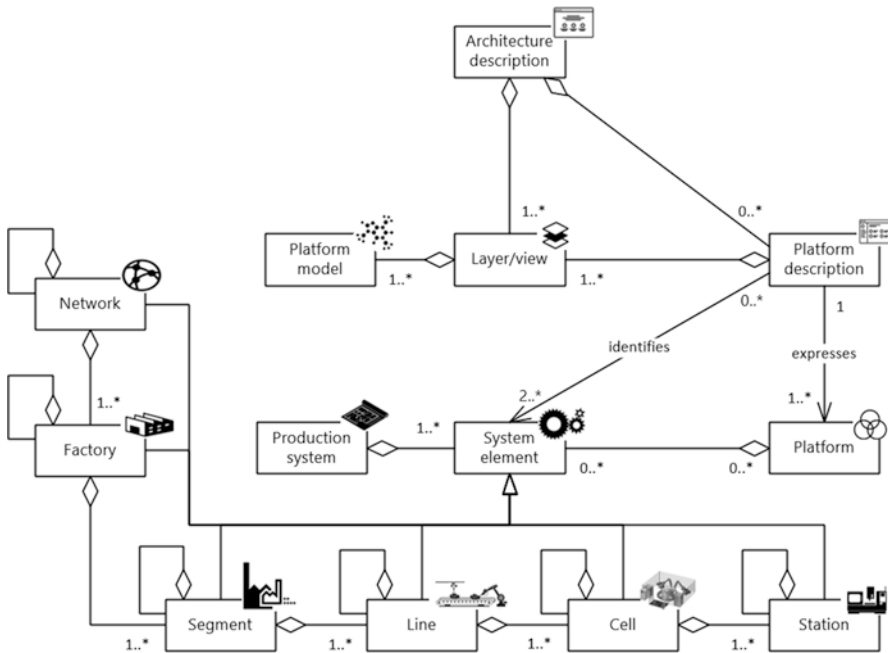 Architecture
description
1..*
0..*
Platform
model
1..*
Layer/view
1..*
Platform
description
0..*
1
Network
identifies
expresses
1..*
2..*
1..*
Factory
Production
system
1..*
System
element
0..*
0..*
Platform
1..*
Segment
1..*
Line
1..*
Cell
1..*
Station